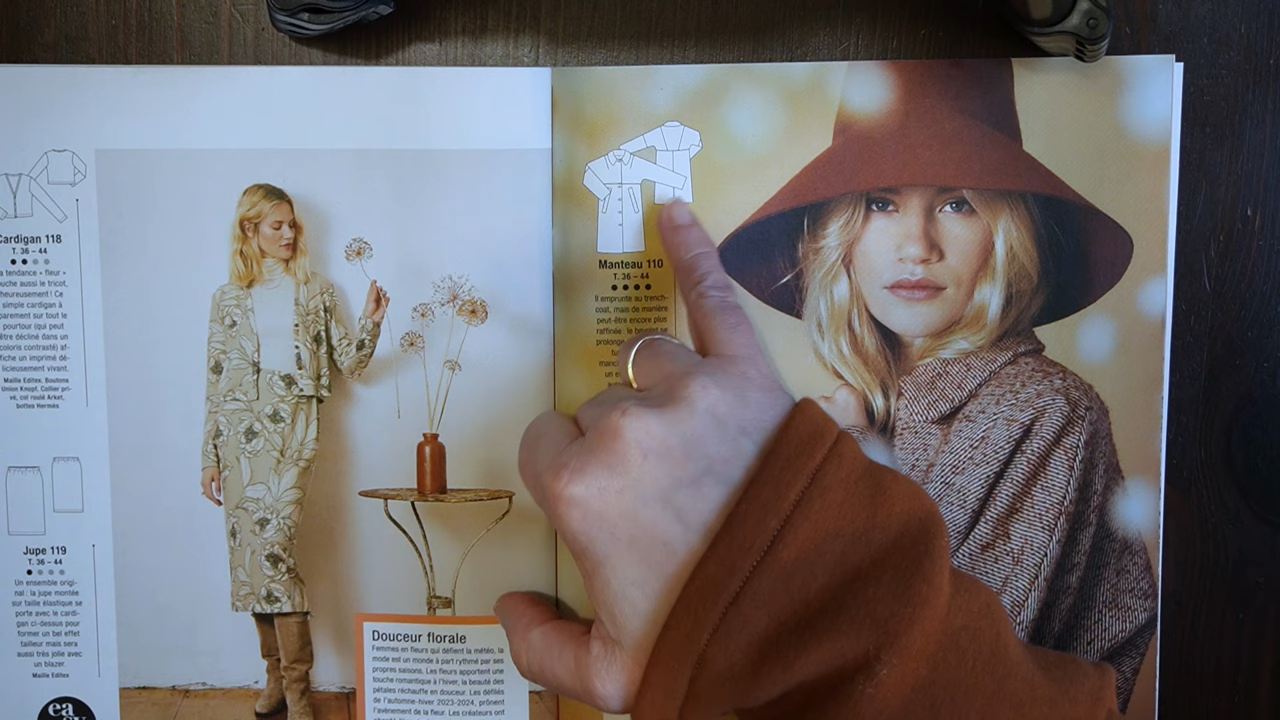 Cardigan 118
T. 36 – 44
a tendance « fleur »
ouche aussi le tricot,
heureusement ! Ce
simple cardigan à
parement sur tout le
pourtour (qui peut
être décliné dans un
coloris contrasté) af-
fiche un imprimé dé-
licieusement vivant.
Maille Editex. Boutons
Union Knopf. Collier pri-
vé, col roulé Arket,
bottes Hermès
Jupe 119
T. 36 – 44
Un ensemble origi-
nal : la jupe montée
sur taille élastique se
porte avec le cardi-
gan ci-dessus pour
former un bel effet
tailleur mais sera
aussi très jolie avec
un blazer.
Maille Editex
ea
sy
Douceur florale
Femmes en fleurs qui défient la météo, la
mode est un monde à part rythmé par ses
propres saisons. Les fleurs apportent une
touche romantique à l'hiver, la beauté des
pétales réchauffe en douceur. Les défilés
de l'automne-hiver 2023-2024, prônent
l'avènement de la fleur. Les créateurs ont
Manteau 110
T. 36 – 44
Il emprunte au trench-
coat, mais de manière
peut-être encore plus
raffinée : le
prolonge
un